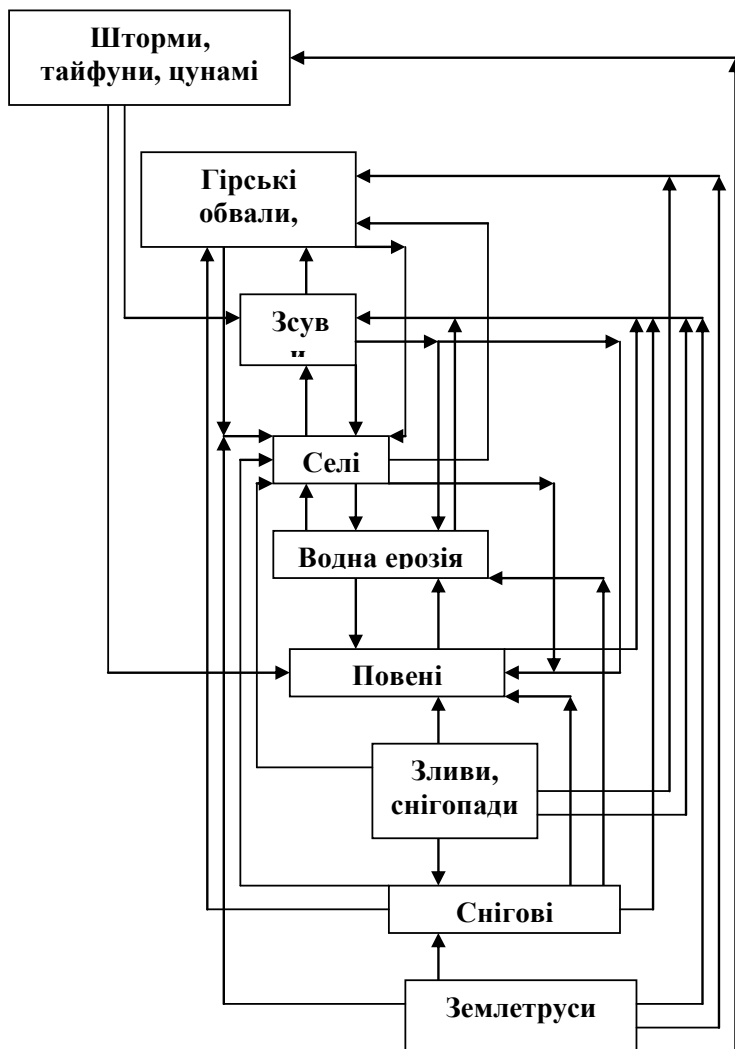 Шторми,
тайфуни, цунамі
Гірські
обвали,
Зсув
и
Селі
Водна ерозія
Повені
Зливи,
снігопади
Снігові
Землетруси